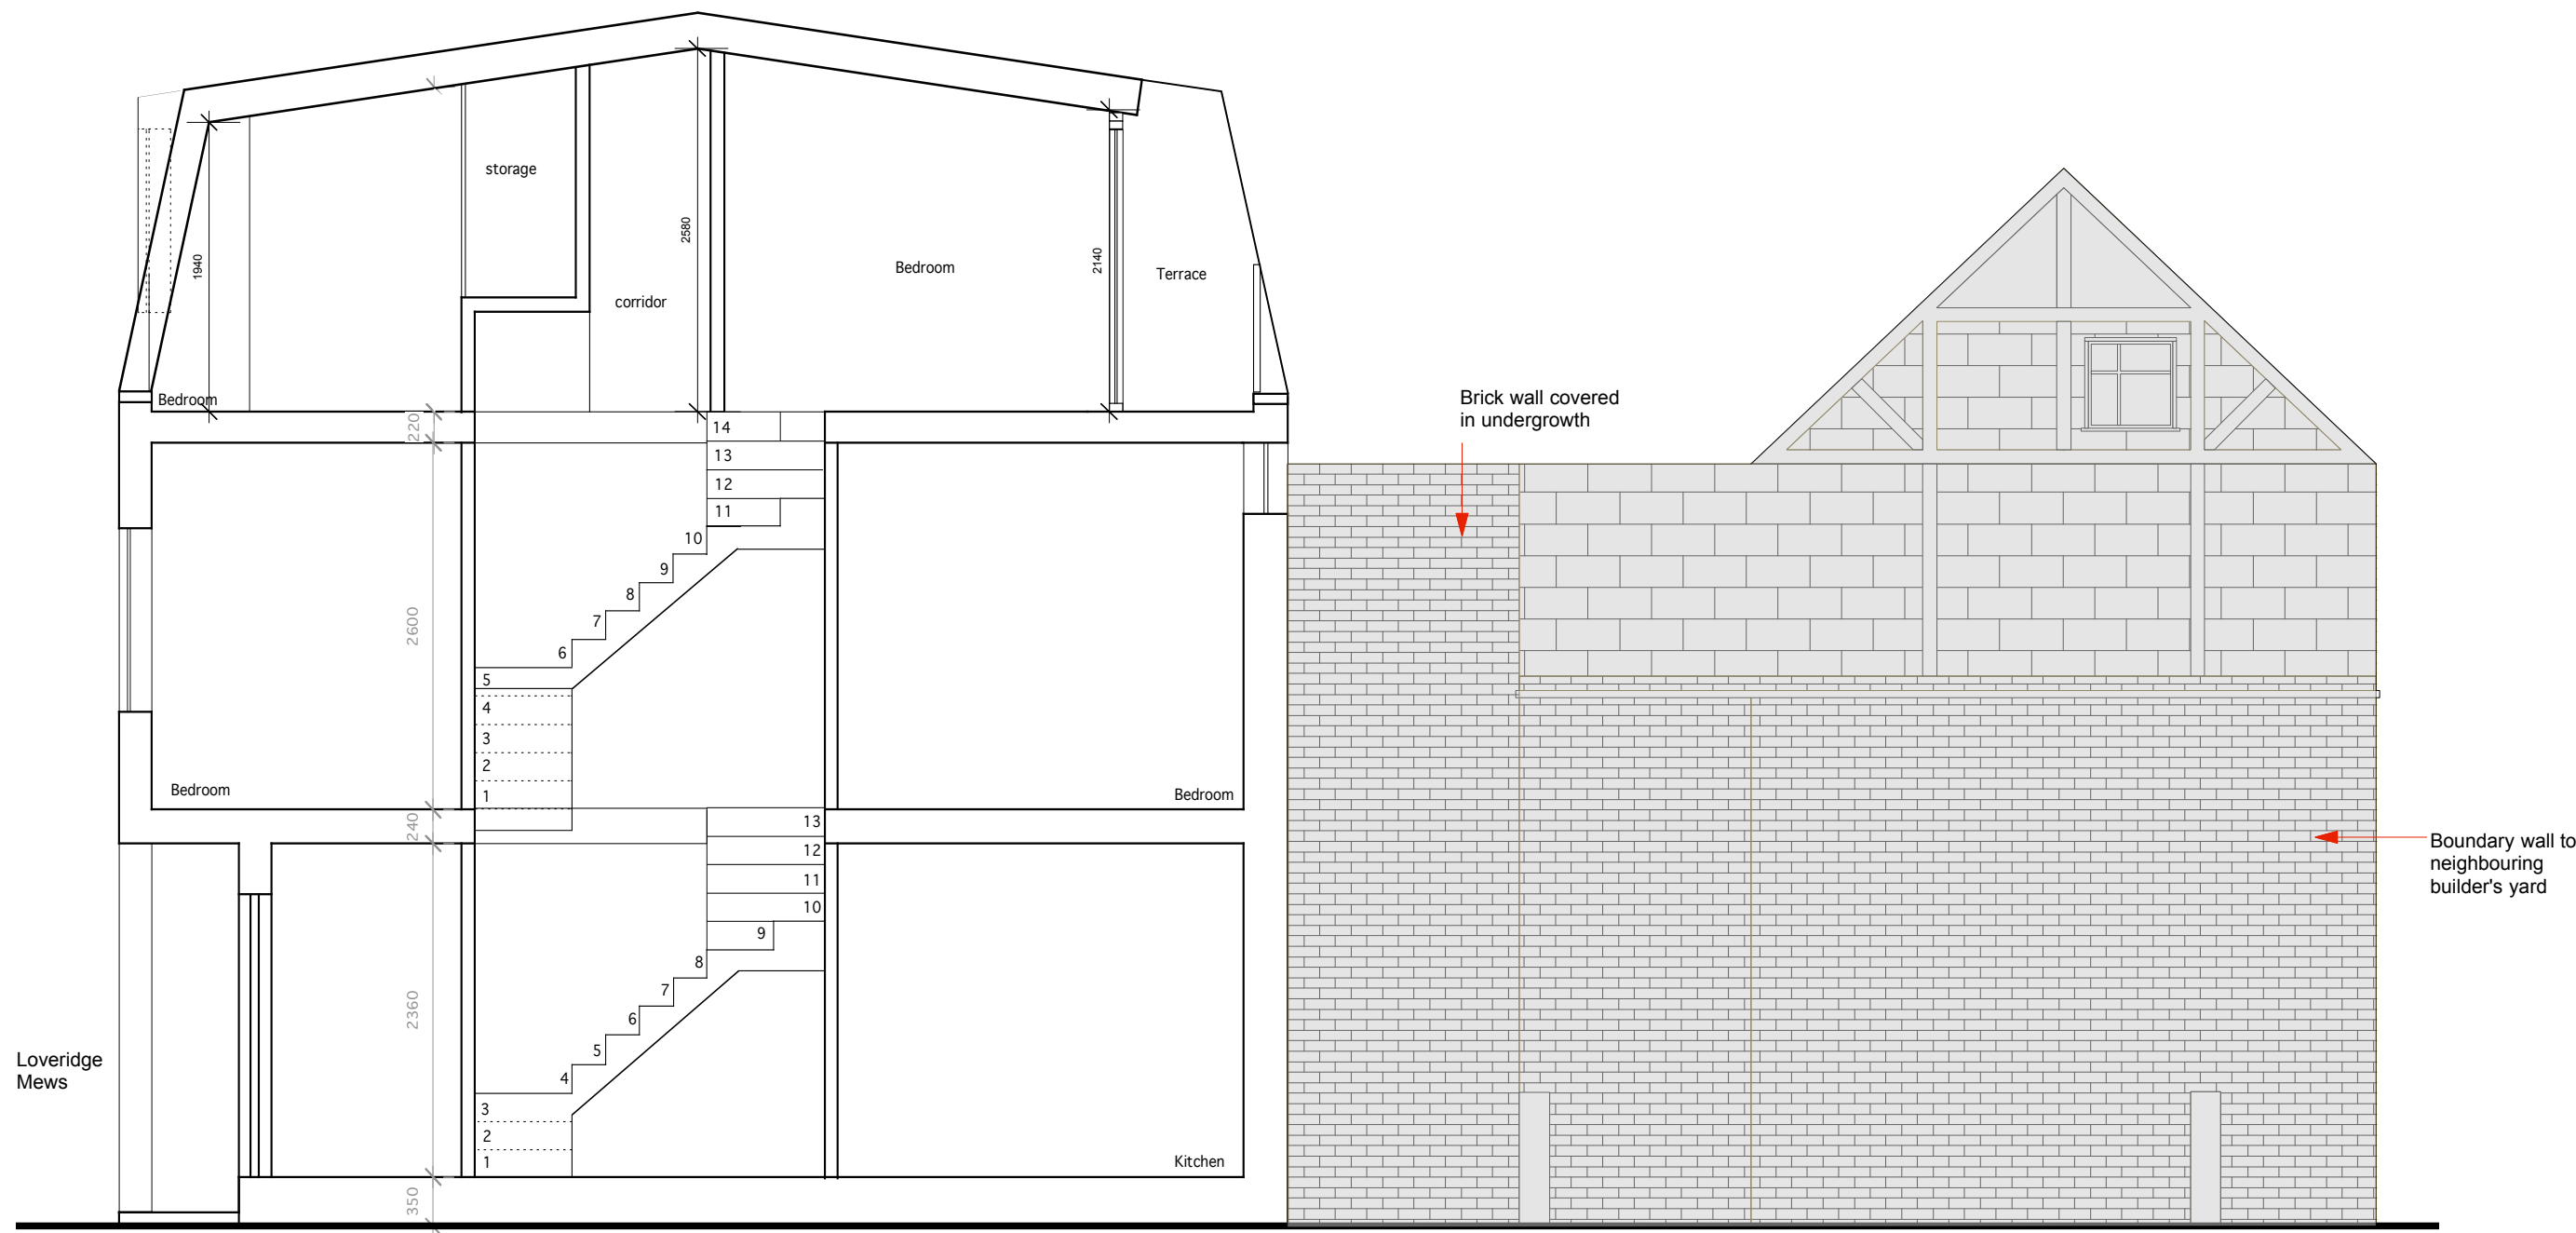 storage
2580
1940
2140
Bedroom
Terrace
corridor
Bedroom
220
14
13
12
11
10
9
8
7
6
5
4
3
2
1
2600
Bedroom
Bedroom
240
13
12
11
10
9
8
7
6
5
4
3
2
1
2360
Kitchen
350
Loveridge
Mews
Brick wall covered
in undergrowth
Boundary wall to
neighbouring
builder's yard